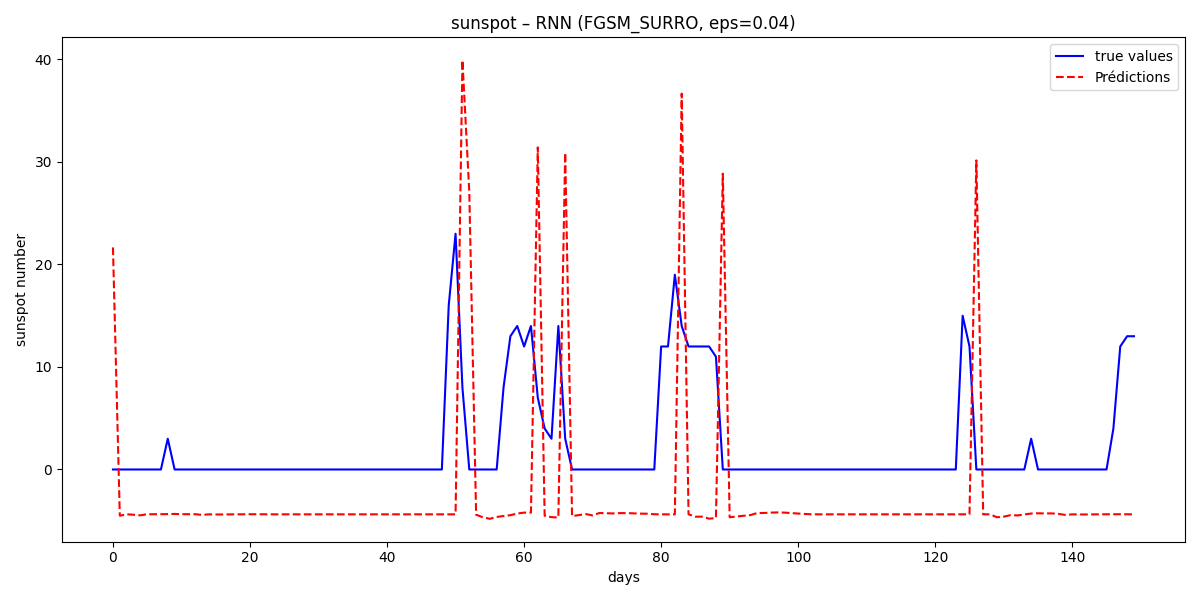 sunspot – RNN (FGSM_SURRO, eps=0.04)
true values
Prédictions
sunspot number
40
30
20
10
0
0 20 40 60 80 100 120 140
days